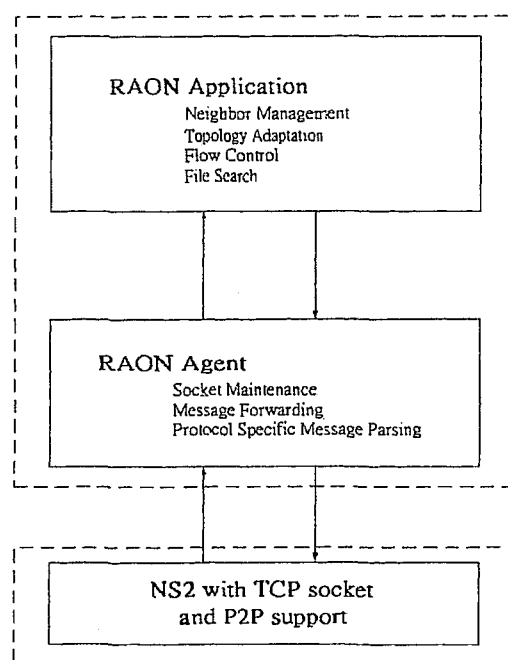 RAON Application
Neighbor Management
Topology Adaptation
Flow Control
File Search
RAON Agent
Socket Maintenance
Message Forwarding
Protocol Specific Message Parsing
NS2 with TCP socket
and P2P support